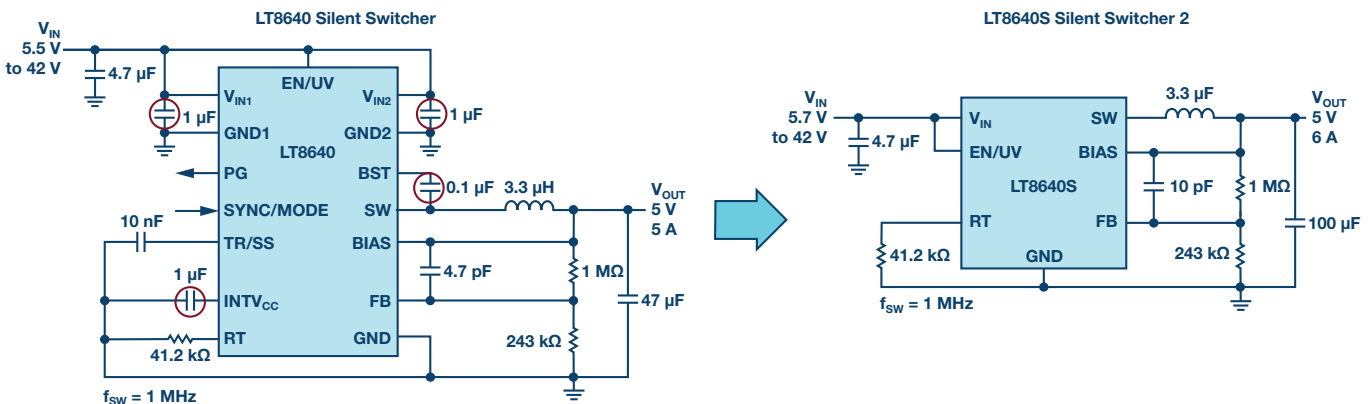 LT8640 Silent Switcher
V_IN
5.5 V
to 42 V
4.7 µF
EN/UV
V_IN1
V_IN2
1 µF
1 µF
GND1
GND2
LT8640
PG
BST
0.1 µF
3.3 µH
SYNC/MODE
SW
V_OUT
5 V
5 A
10 nF
TR/SS
BIAS
4.7 pF
1 MΩ
1 µF
INTV_CC
FB
47 µF
RT
GND
243 kΩ
41.2 kΩ
f_SW = 1 MHz
LT8640S Silent Switcher 2
V_IN
5.7 V
to 42 V
4.7 µF
V_IN
SW
3.3 µF
V_OUT
5 V
6 A
EN/UV
BIAS
LT8640S
10 pF
1 MΩ
RT
FB
100 µF
41.2 kΩ
243 kΩ
GND
f_SW = 1 MHz